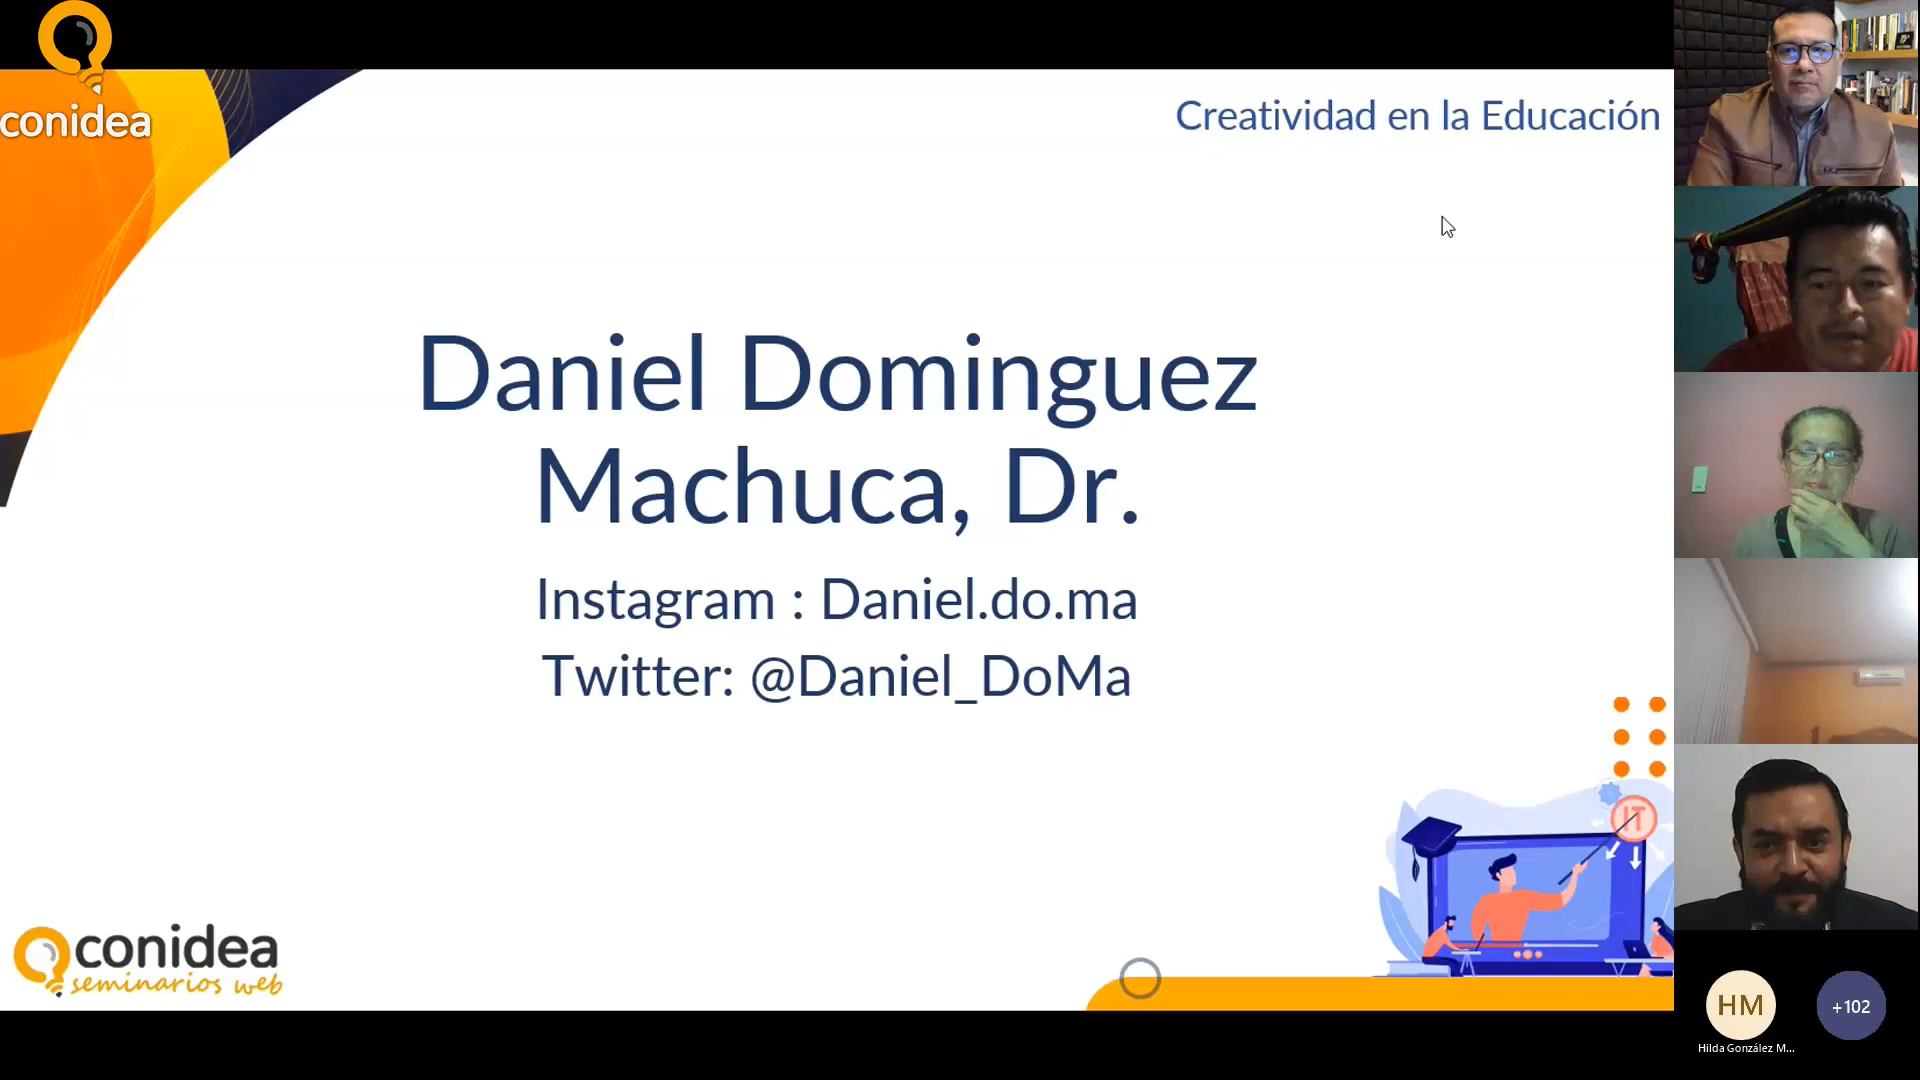 conidea
Creatividad en la Educación
Daniel Dominguez
Machuca, Dr.
Instagram : Daniel.do.ma
Twitter: @Daniel_DoMa
IT
conidea
seminarios web
HM
+102
Hilda González M...